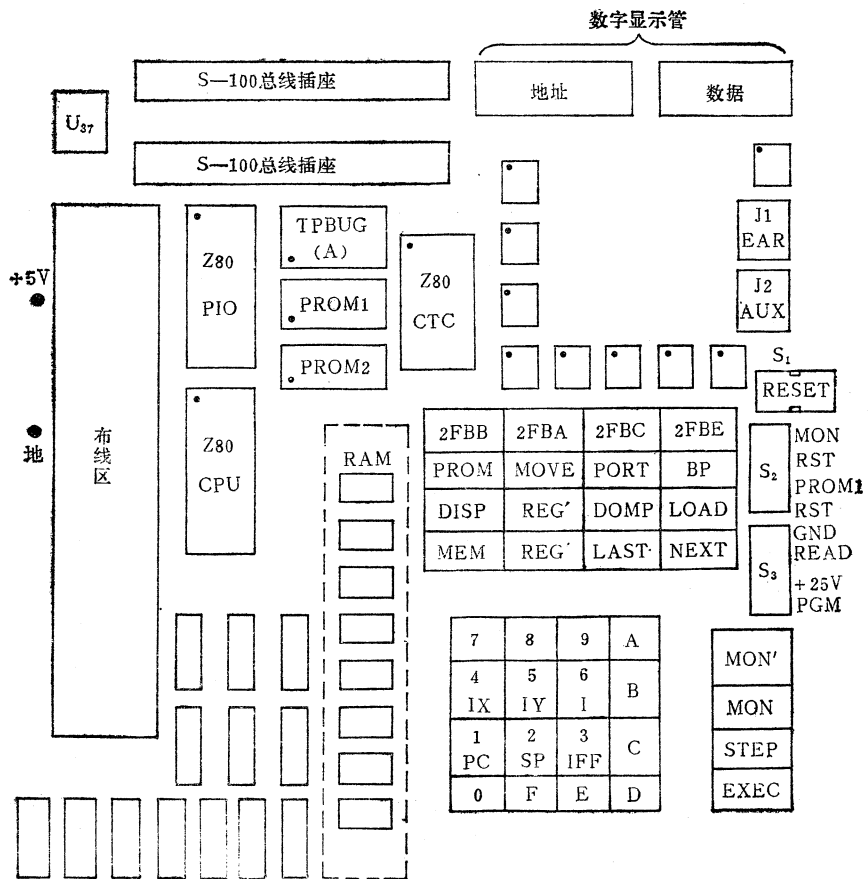 数字显示管
S—100总线插座
地址
数据
U₃₇
S—100总线插座
TPBUG
(A)
Z80
PIO
PROM1
PROM2
Z80
CTC
J1
EAR
J2
AUX
+5V
地
布线区
Z80
CPU
RAM
S₁
RESET
2FBB 2FBA 2FBC 2FBE
PROM MOVE PORT BP
DISP REG′ DOMP LOAD
MEM REG′ LAST· NEXT
S₂
MON
RST
PROM1
RST
S₃
GND
READ
+25V
PGM
7 8 9 A
4 5 6 B
IX IY I
1 2 3 C
PC SP IFF
0 F E D
MON′
MON
STEP
EXEC